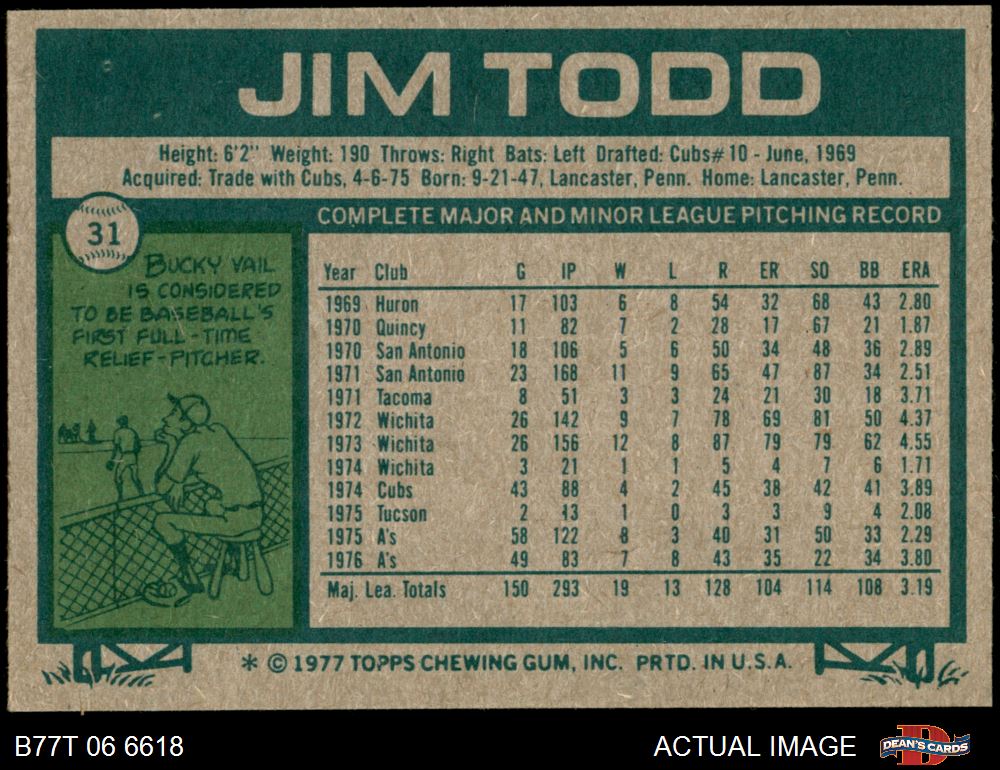 JIM TODD
Height: 6'2" Weight: 190 Throws: Right Bats: Left Drafted: Cubs# 10 - June, 1969
Acquired: Trade with Cubs, 4-6-75 Born: 9-21-47, Lancaster, Penn. Home: Lancaster, Penn.
31
BUCKY VAIL
IS CONSIDERED
TO BE BASEBALL'S
FIRST FULL-TIME
RELIEF-PITCHER.
COMPLETE MAJOR AND MINOR LEAGUE PITCHING RECORD
Year Club G IP W L R ER SO BB ERA
1969 Huron 17 103 6 8 54 32 68 43 2.80
1970 Quincy 11 82 7 2 28 17 67 21 1.87
1970 San Antonio 18 106 5 6 50 34 48 36 2.89
1971 San Antonio 23 168 11 9 65 47 87 34 2.51
1971 Tacoma 8 51 3 3 24 21 30 18 3.71
1972 Wichita 26 142 9 7 78 69 81 50 4.37
1973 Wichita 26 156 12 8 87 79 79 62 4.55
1974 Wichita 3 21 1 1 5 4 7 6 1.71
1974 Cubs 43 88 4 2 45 38 42 41 3.89
1975 Tucson 2 13 1 0 3 3 9 4 2.08
1975 A's 58 122 8 3 40 31 50 33 2.29
1976 A's 49 83 7 8 43 35 22 34 3.80
Maj. Lea. Totals 150 293 19 13 128 104 114 108 3.19
* © 1977 TOPPS CHEWING GUM, INC. PRTD. IN U.S.A.
B77T 06 6618
ACTUAL IMAGE
D
DEAN'S CARDS